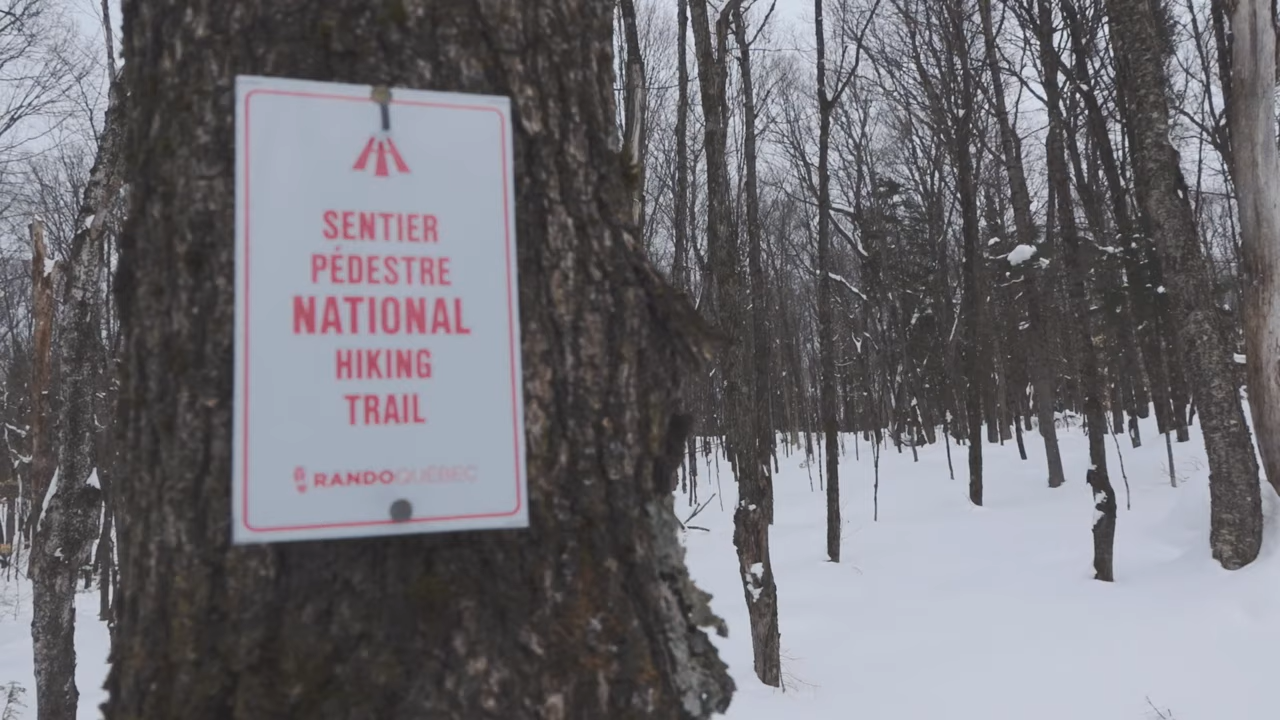 SENTIER
PÉDESTRE
NATIONAL
HIKING
TRAIL
RANDOQUÉBEC